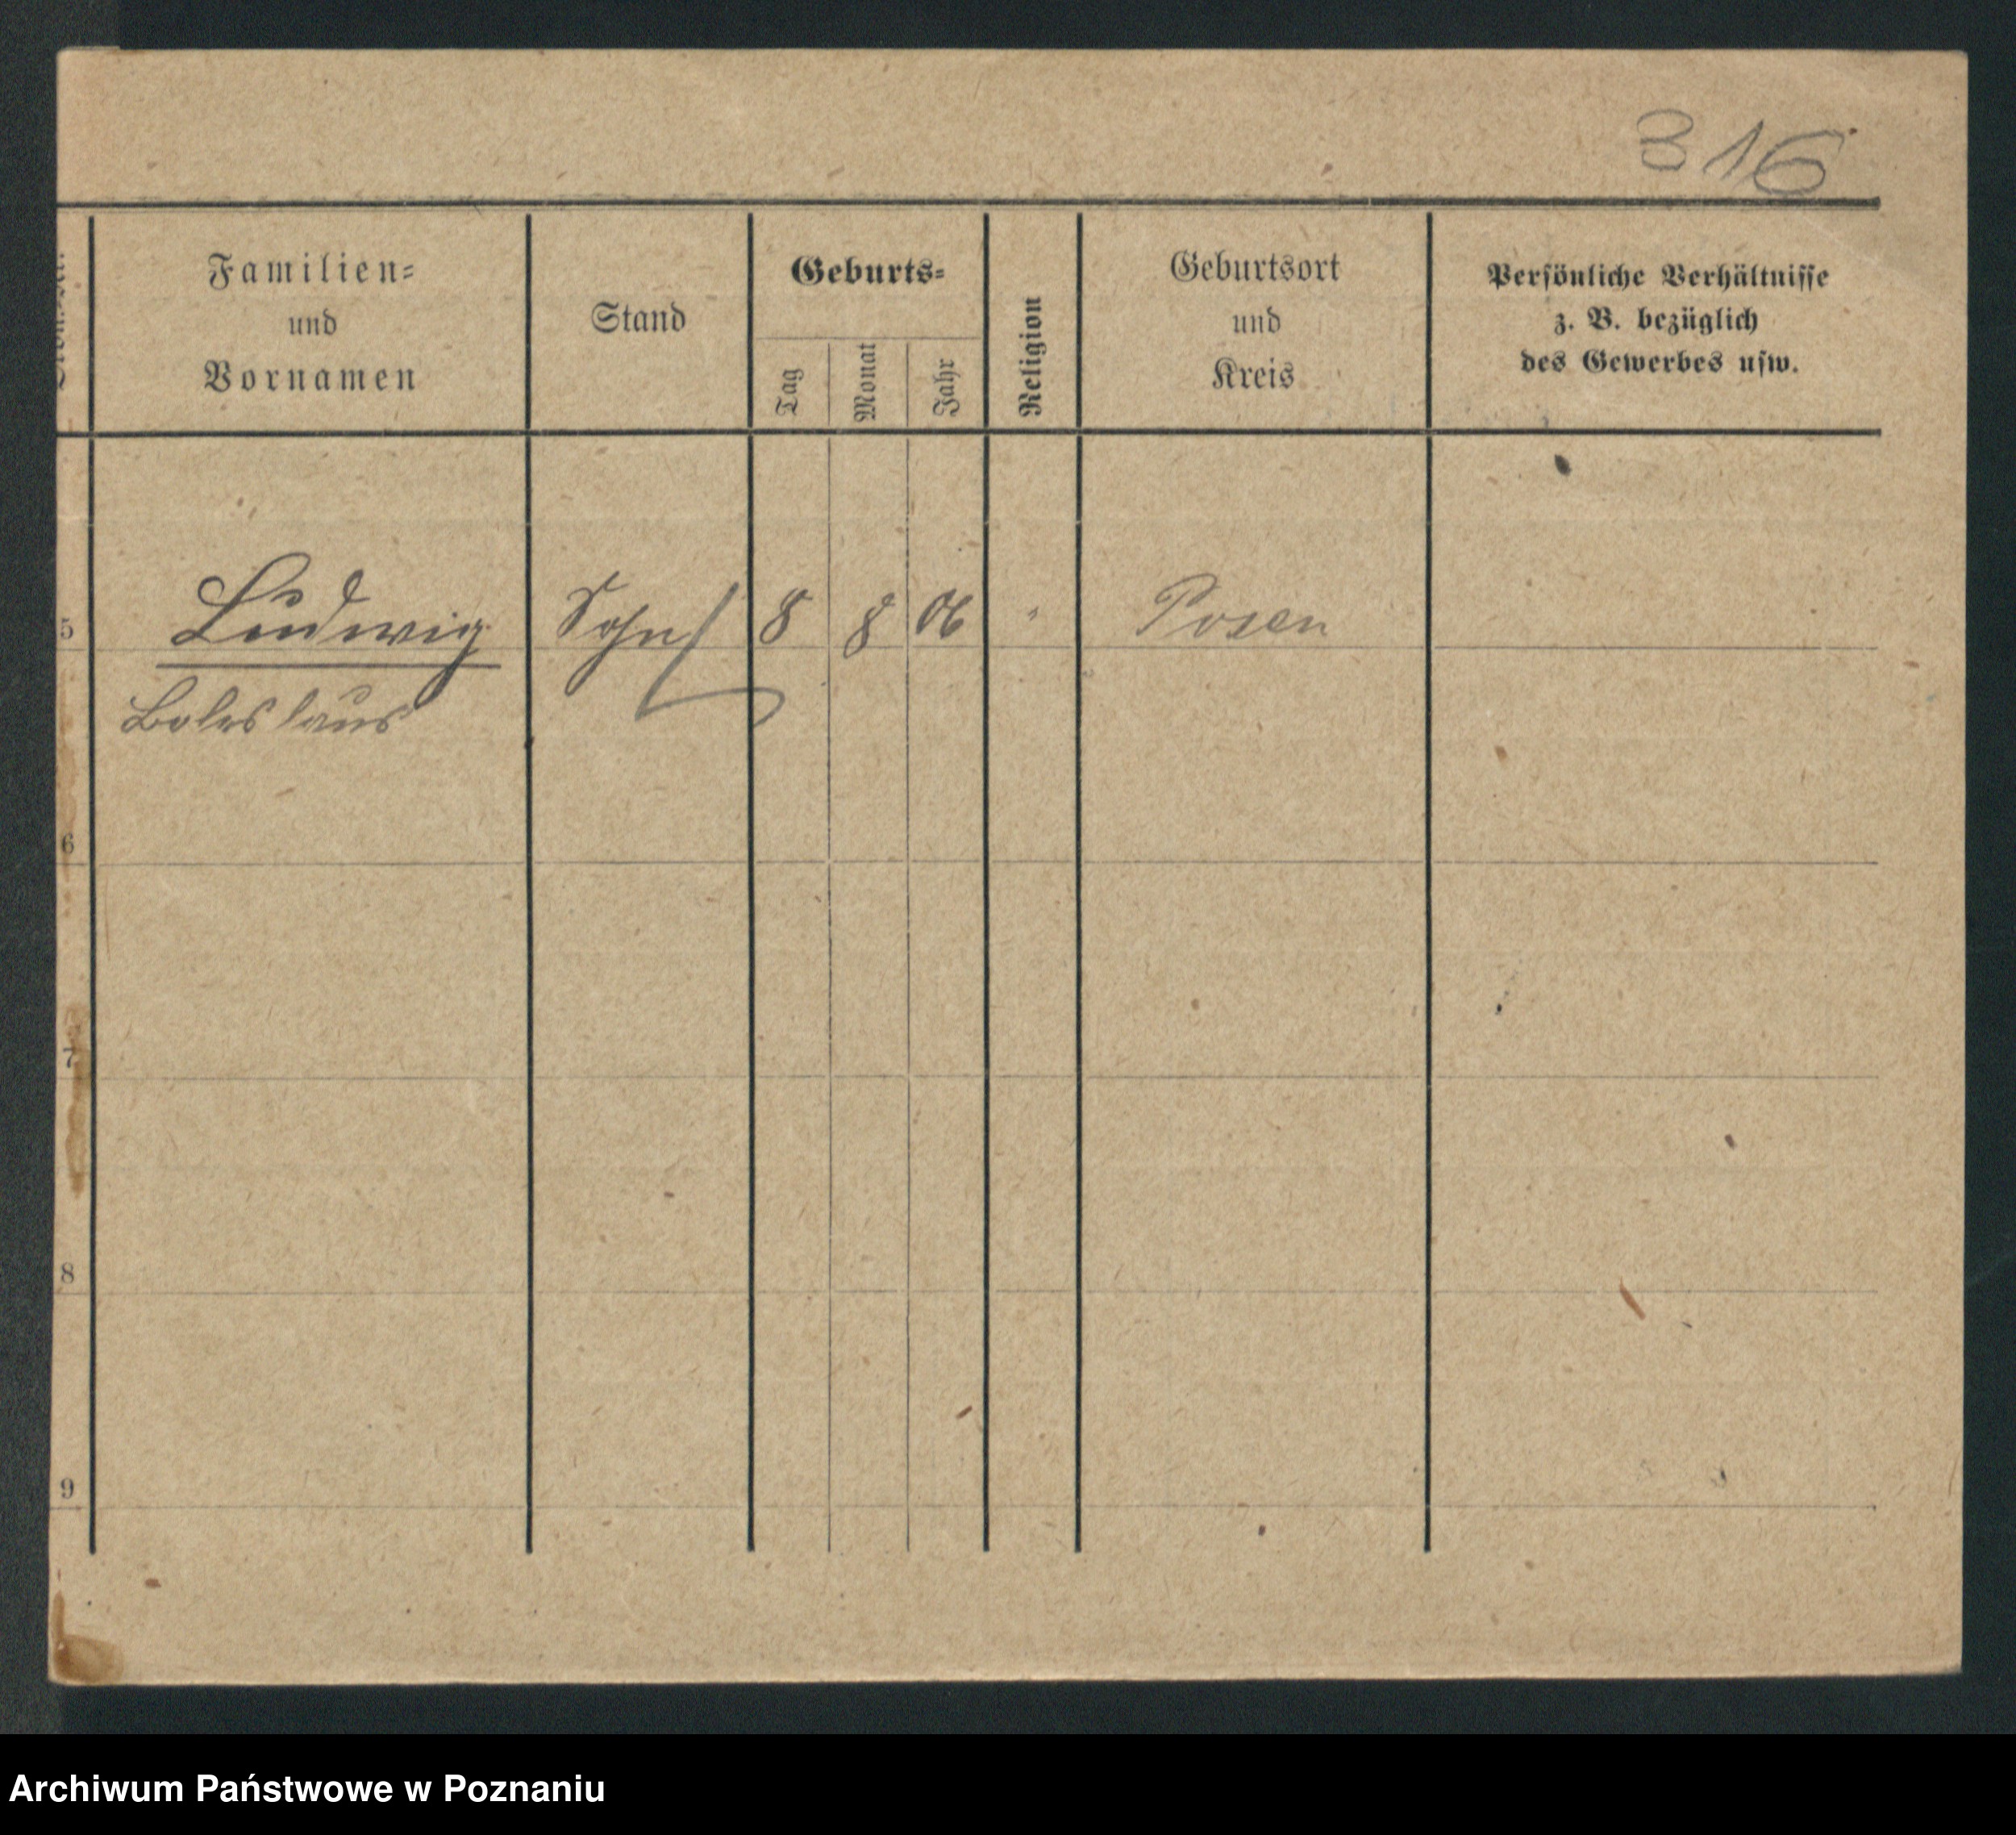 316
Familien-
und
Vornamen
Stand
Geburts-
Tag
Monat
Jahr
Religion
Geburtsort
und
Kreis
Persönliche Verhältnisse
z. B. bezüglich
des Gewerbes usw.
5 Ludwig Sohn 8 8 06 " Posen
Boleslaus
6
7
8
9
Archiwum Państwowe w Poznaniu